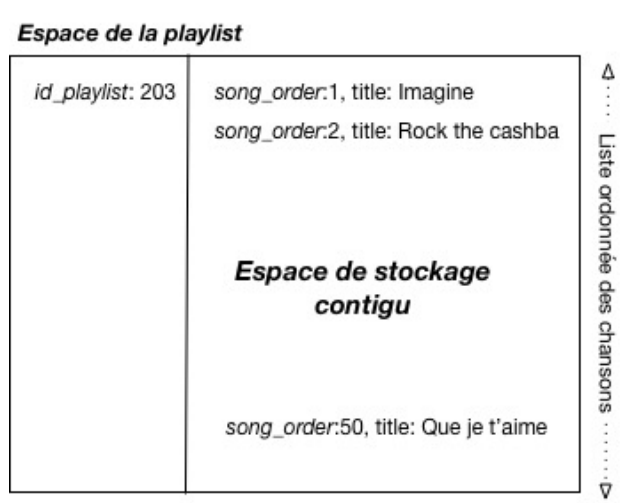 Espace de la playlist
id_playlist: 203
song_order:1, title: Imagine
song_order:2, title: Rock the cashba
Espace de stockage
contigu
song_order:50, title: Que je t'aime
Liste ordonnée des chansons